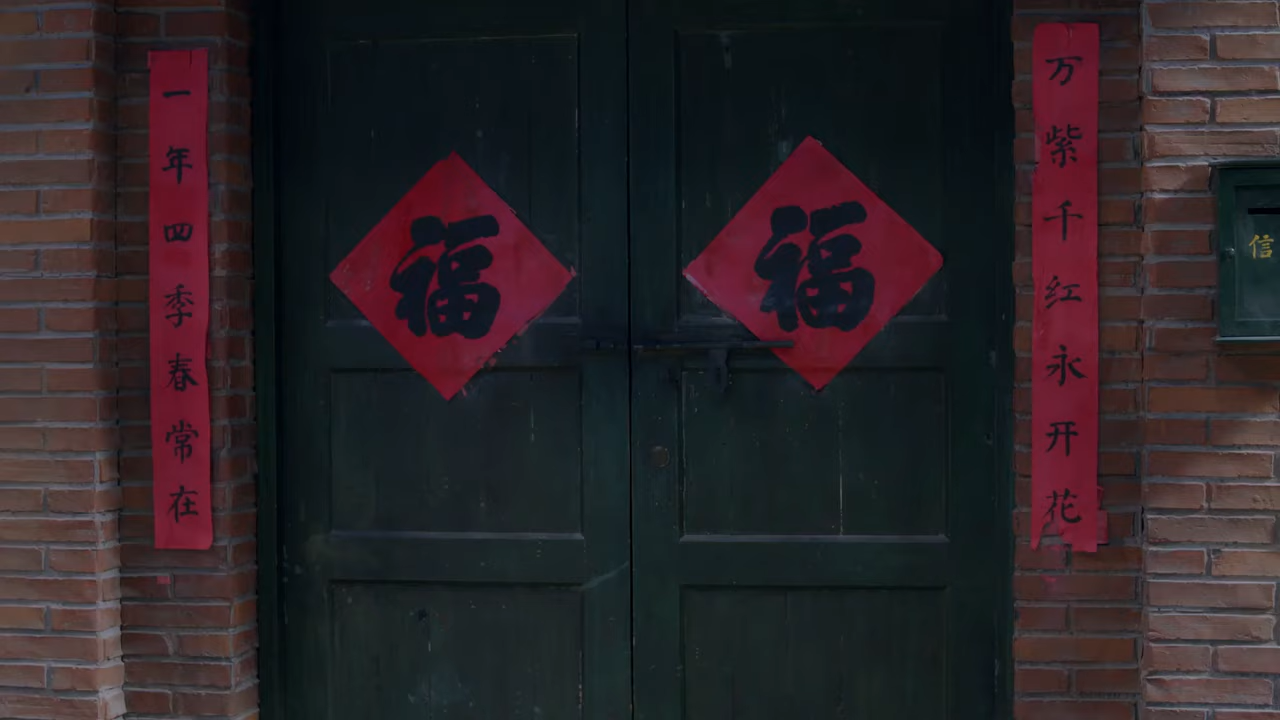 万紫千红永开花
福
福
一年四季春常在
信